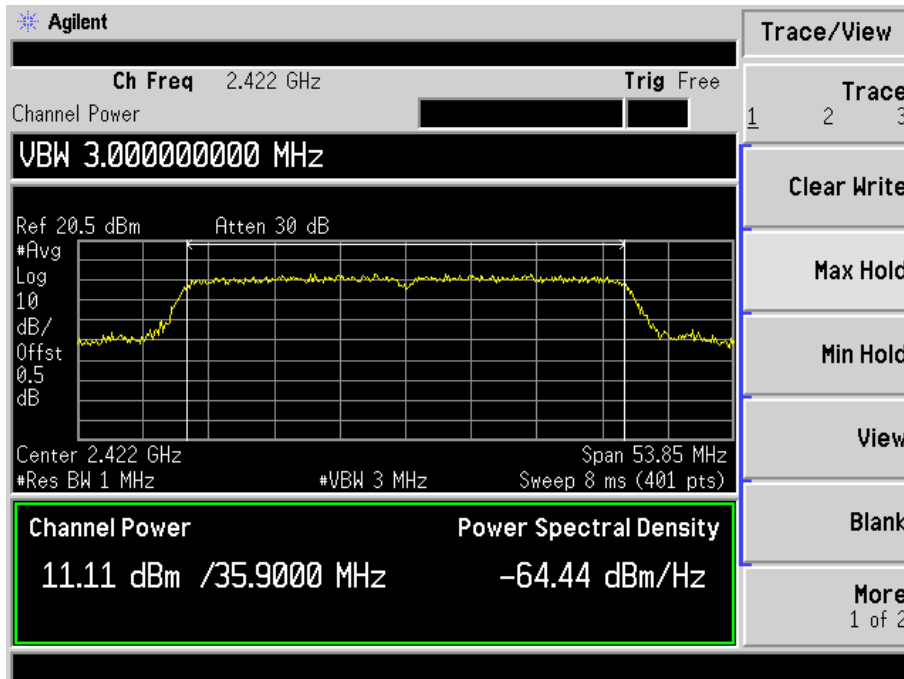 Agilent
Trace/View
Ch Freq 2.422 GHz Trig Free
Channel Power
VBW 3.000000000 MHz
Ref 20.5 dBm Atten 30 dB
#Avg
Log
10
dB/
Offst
0.5
dB
Center 2.422 GHz Span 53.85 MHz
#Res BW 1 MHz #VBW 3 MHz Sweep 8 ms (401 pts)
Channel Power Power Spectral Density
11.11 dBm /35.9000 MHz -64.44 dBm/Hz
Trace
1 2 3
Clear Write
Max Hold
Min Hold
View
Blank
More
1 of 2